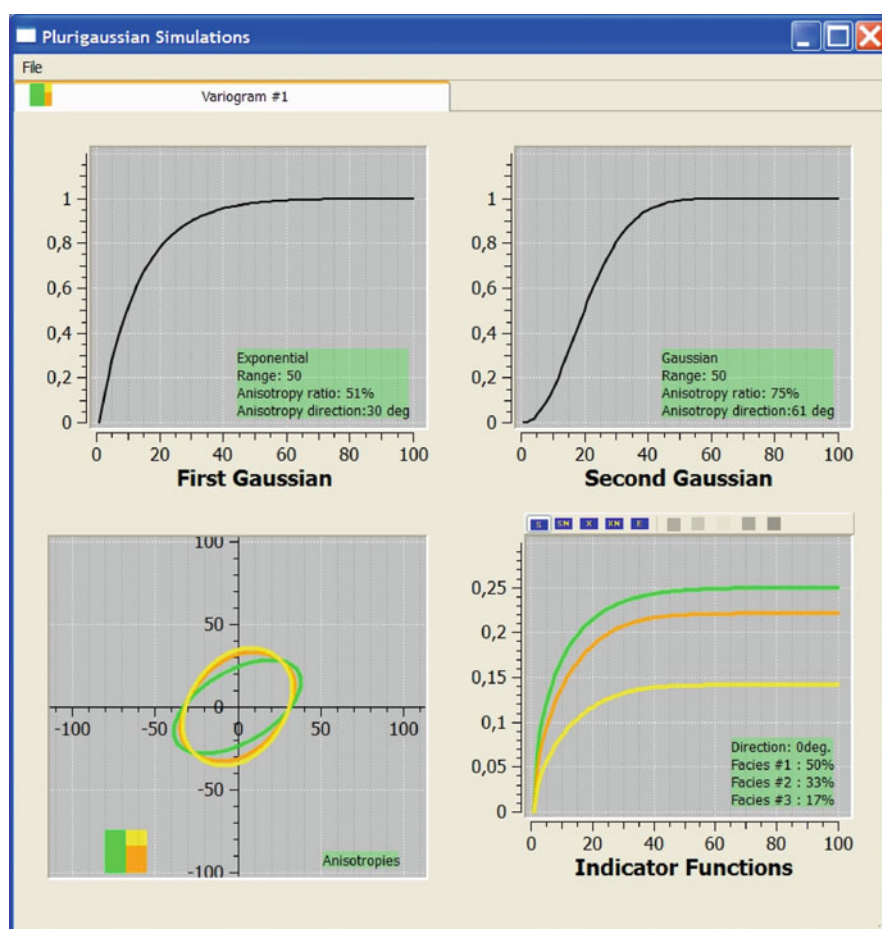 Plurigaussian Simulations
File
Variogram #1
1
0,8
0,6
0,4
0,2
0
Exponential
Range: 50
Anisotropy ratio: 51%
Anisotropy direction:30 deg
0 20 40 60 80 100
First Gaussian
1
0,8
0,6
0,4
0,2
0
Gaussian
Range: 50
Anisotropy ratio: 75%
Anisotropy direction:61 deg
0 20 40 60 80 100
Second Gaussian
100
50
0
-100 -50 0 50 100
-50
-100
Anisotropies
S SN X XN E
0,25
0,2
0,15
0,1
0,05
0
Direction: 0deg.
Facies #1 : 50%
Facies #2 : 33%
Facies #3 : 17%
0 20 40 60 80 100
Indicator Functions